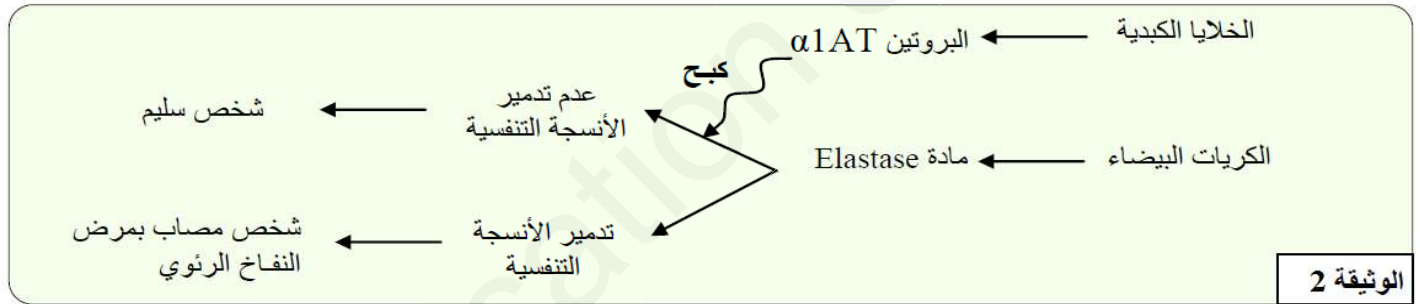 الخلايا الكبدية
البروتين α1AT
كبح
عدم تدمير
الأنسجة التنفسية
شخص سليم
الكريات البيضاء
مادة Elastase
تدمير الأنسجة
التنفسية
شخص مصاب بمرض
النفـاخ الرئوي
الوثيقة 2